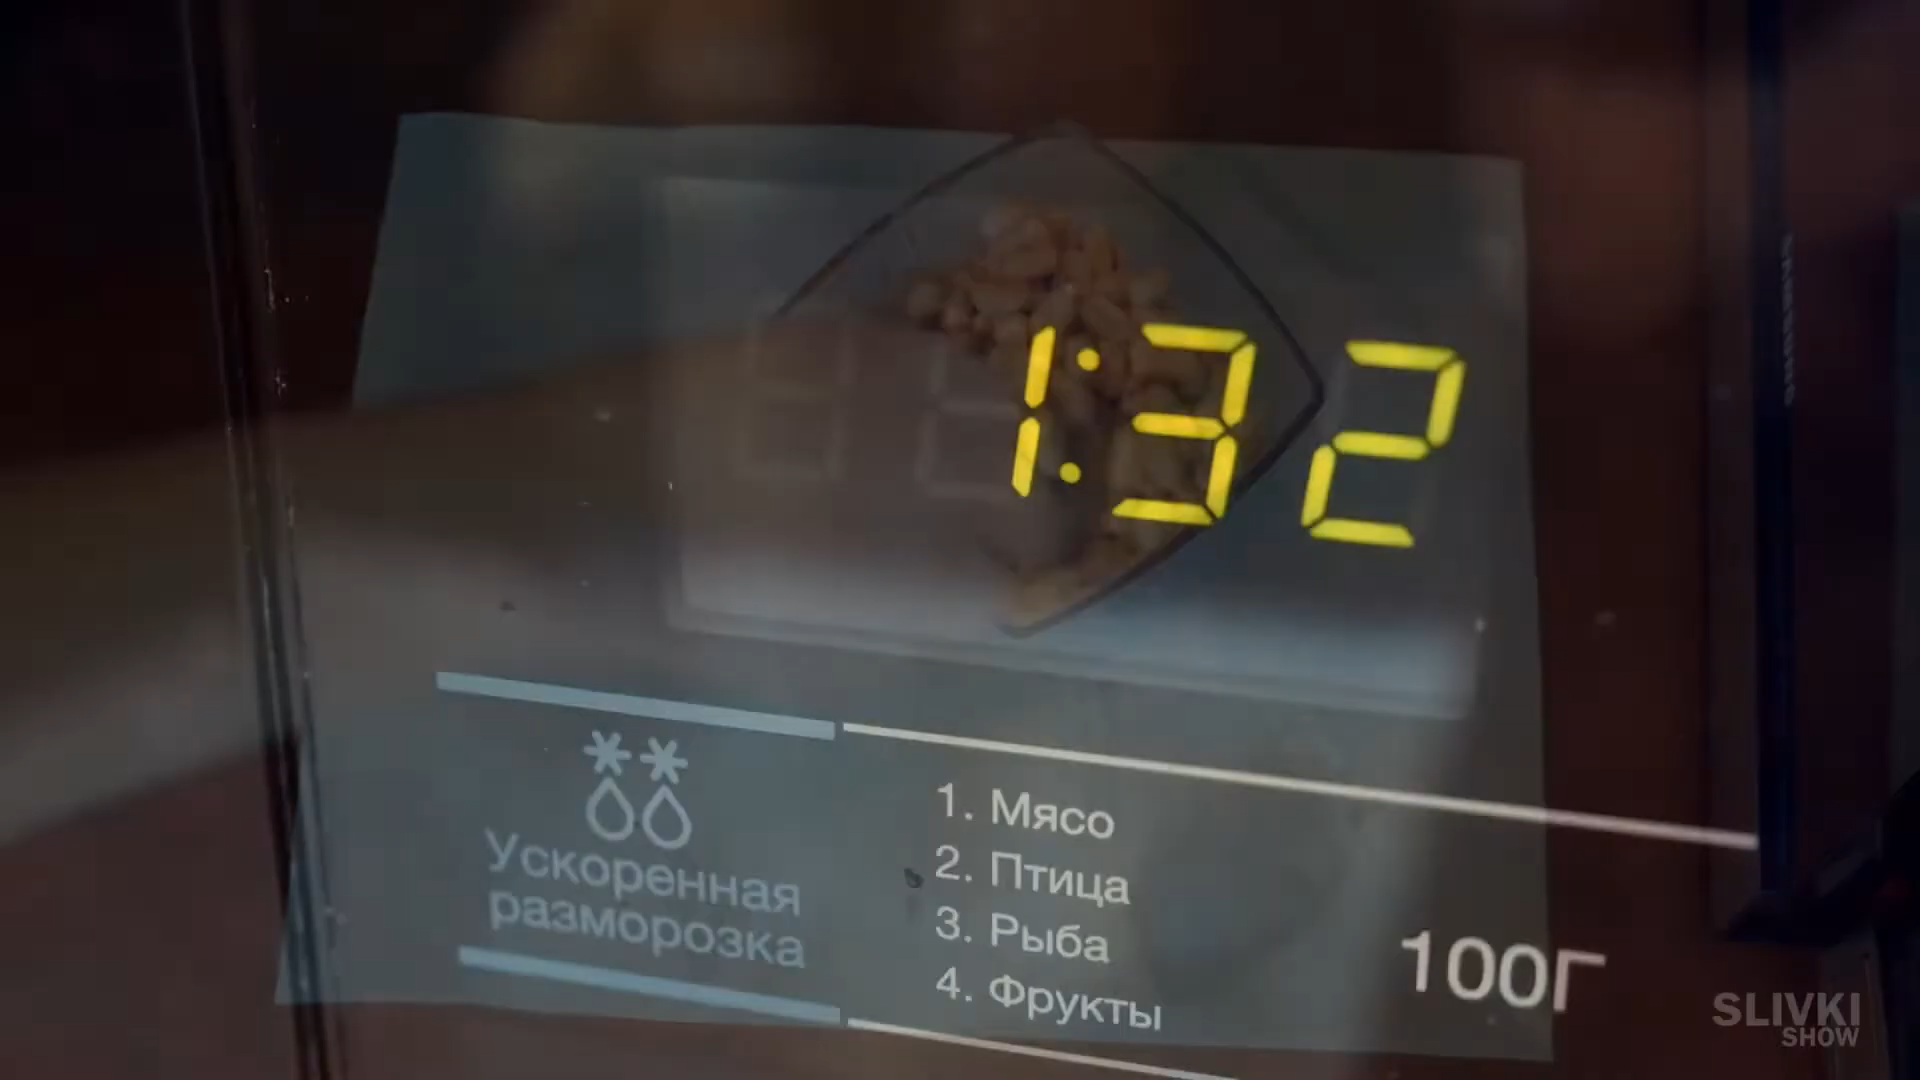 1:32
Ускоренная
разморозка
1. Мясо
2. Птица
3. Рыба
4. Фрукты
100Г
SLIVKI
SHOW